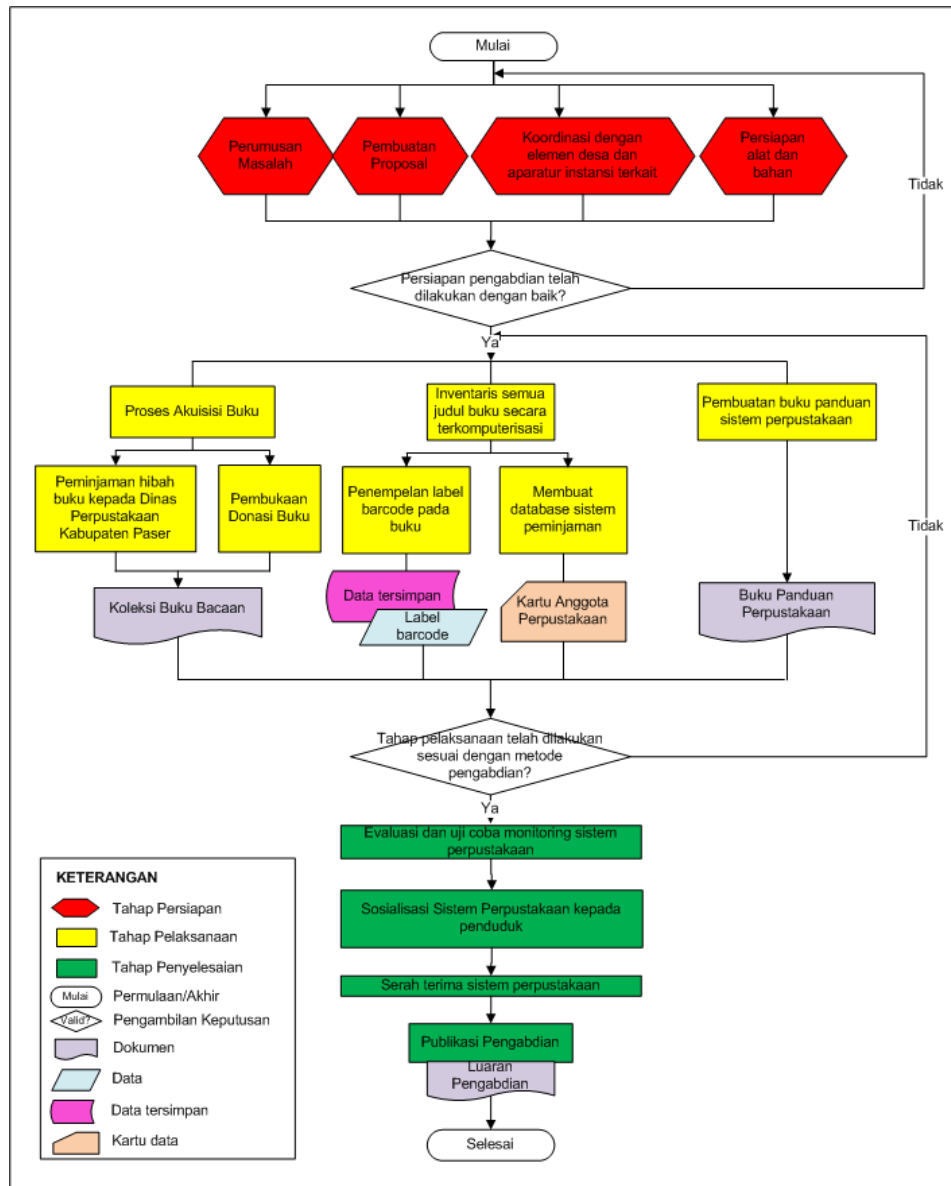 Mulai
Perumusan
Masalah
Pembuatan
Proposal
Koordinasi dengan
elemen desa dan
aparatur instansi terkait
Persiapan
alat dan
bahan
Tidak
Persiapan pengabdian telah
dilakukan dengan baik?
Ya
Proses Akuisisi Buku
Inventaris semua
judul buku secara
terkomputerisasi
Pembuatan buku panduan
sistem perpustakaan
Peminjaman hibah
buku kepada Dinas
Perpustakaan
Kabupaten Paser
Pembukaan
Donasi Buku
Penempelan label
barcode pada
buku
Membuat
database sistem
peminjaman
Tidak
Koleksi Buku Bacaan
Data tersimpan
Label
barcode
Kartu Anggota
Perpustakaan
Buku Panduan
Perpustakaan
Tahap pelaksanaan telah dilakukan
sesuai dengan metode
pengabdian?
Ya
Evaluasi dan uji coba monitoring sistem
perpustakaan
Sosialisasi Sistem Perpustakaan kepada
penduduk
Serah terima sistem perpustakaan
Publikasi Pengabdian
Luaran
Pengabdian
Selesai
KETERANGAN
Tahap Persiapan
Tahap Pelaksanaan
Tahap Penyelesaian
Mulai
Permulaan/Akhir
Valid?
Pengambilan Keputusan
Dokumen
Data
Data tersimpan
Kartu data